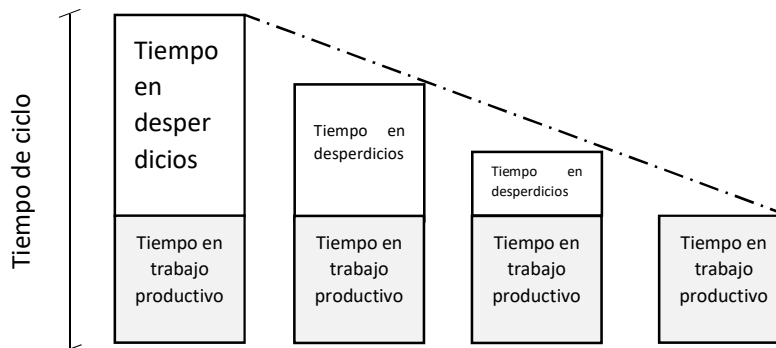 Tiempo de ciclo
Tiempo
en
desper
dicios
Tiempo en
trabajo
productivo
Tiempo en
desperdicios
Tiempo en
trabajo
productivo
Tiempo en
desperdicios
Tiempo en
trabajo
productivo
Tiempo en
trabajo
productivo